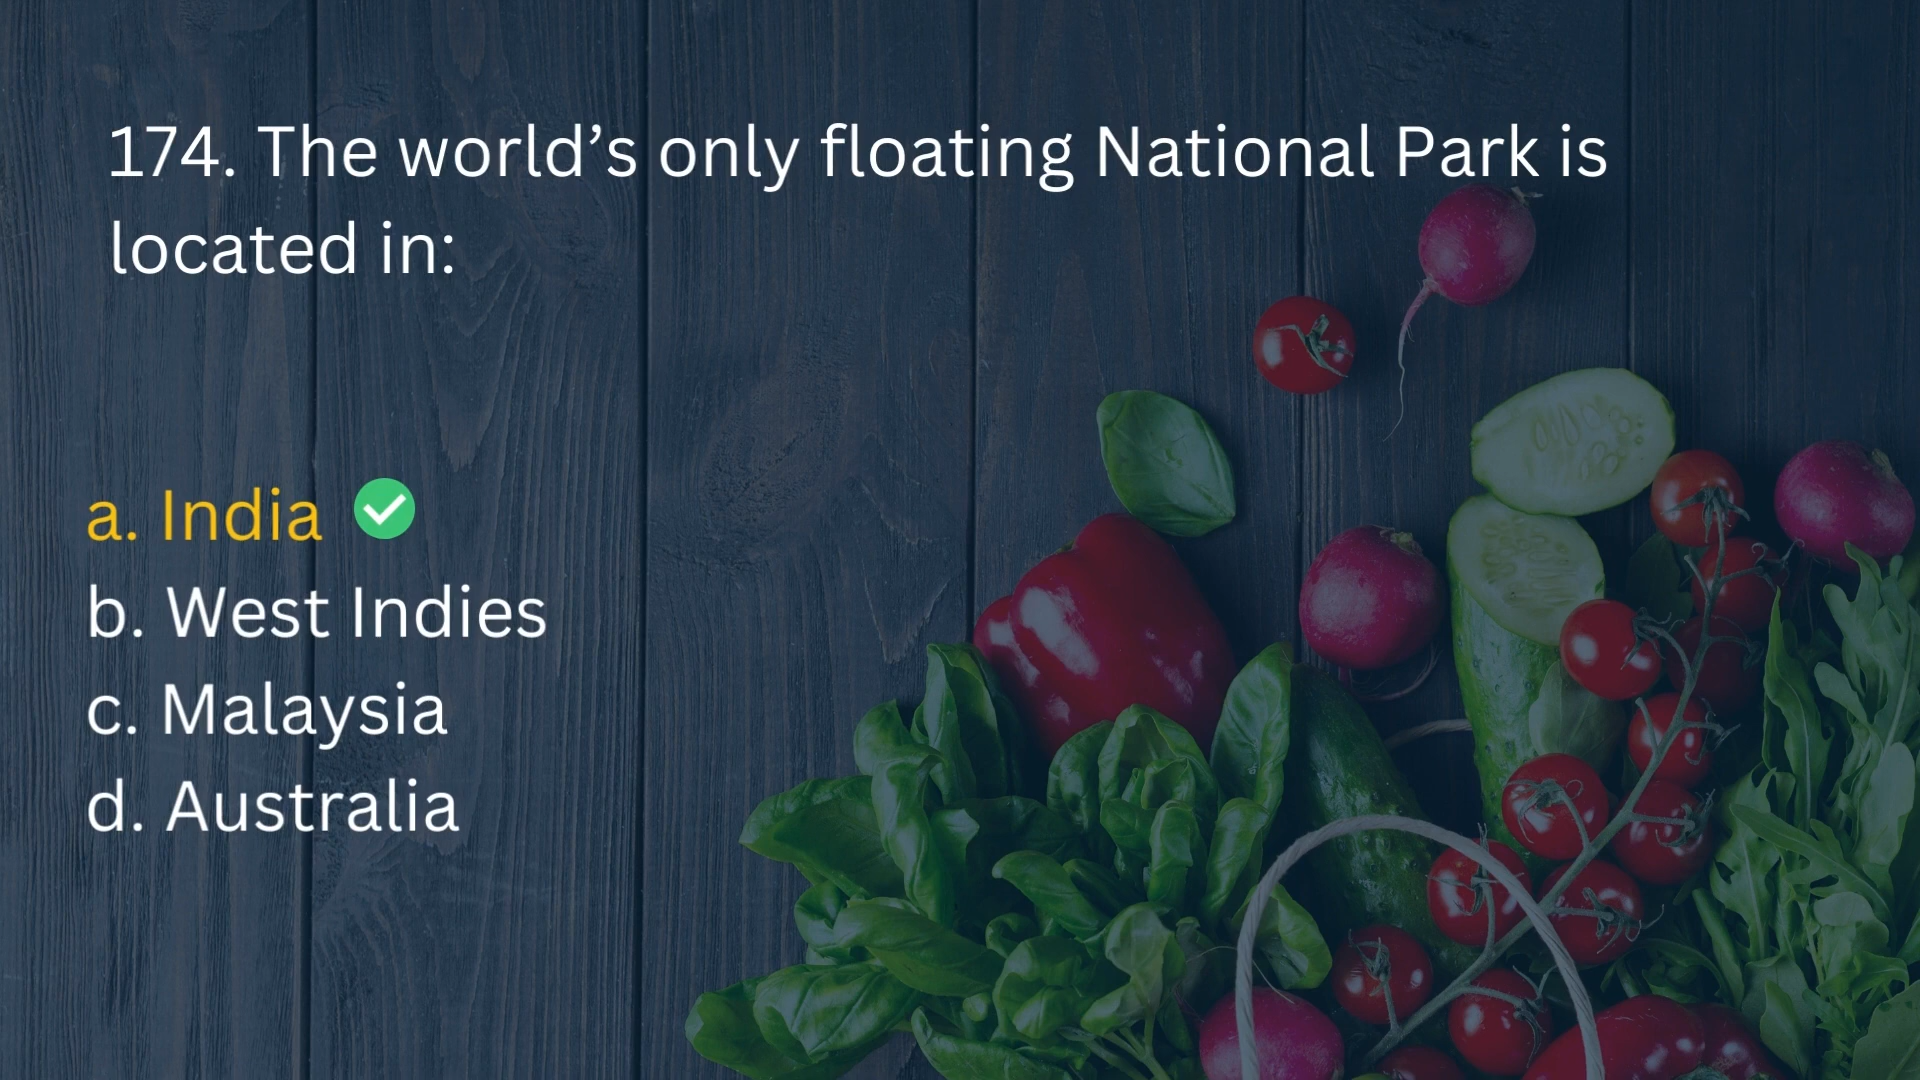 174. The world’s only floating National Park is
located in:
a. India
b. West Indies
c. Malaysia
d. Australia